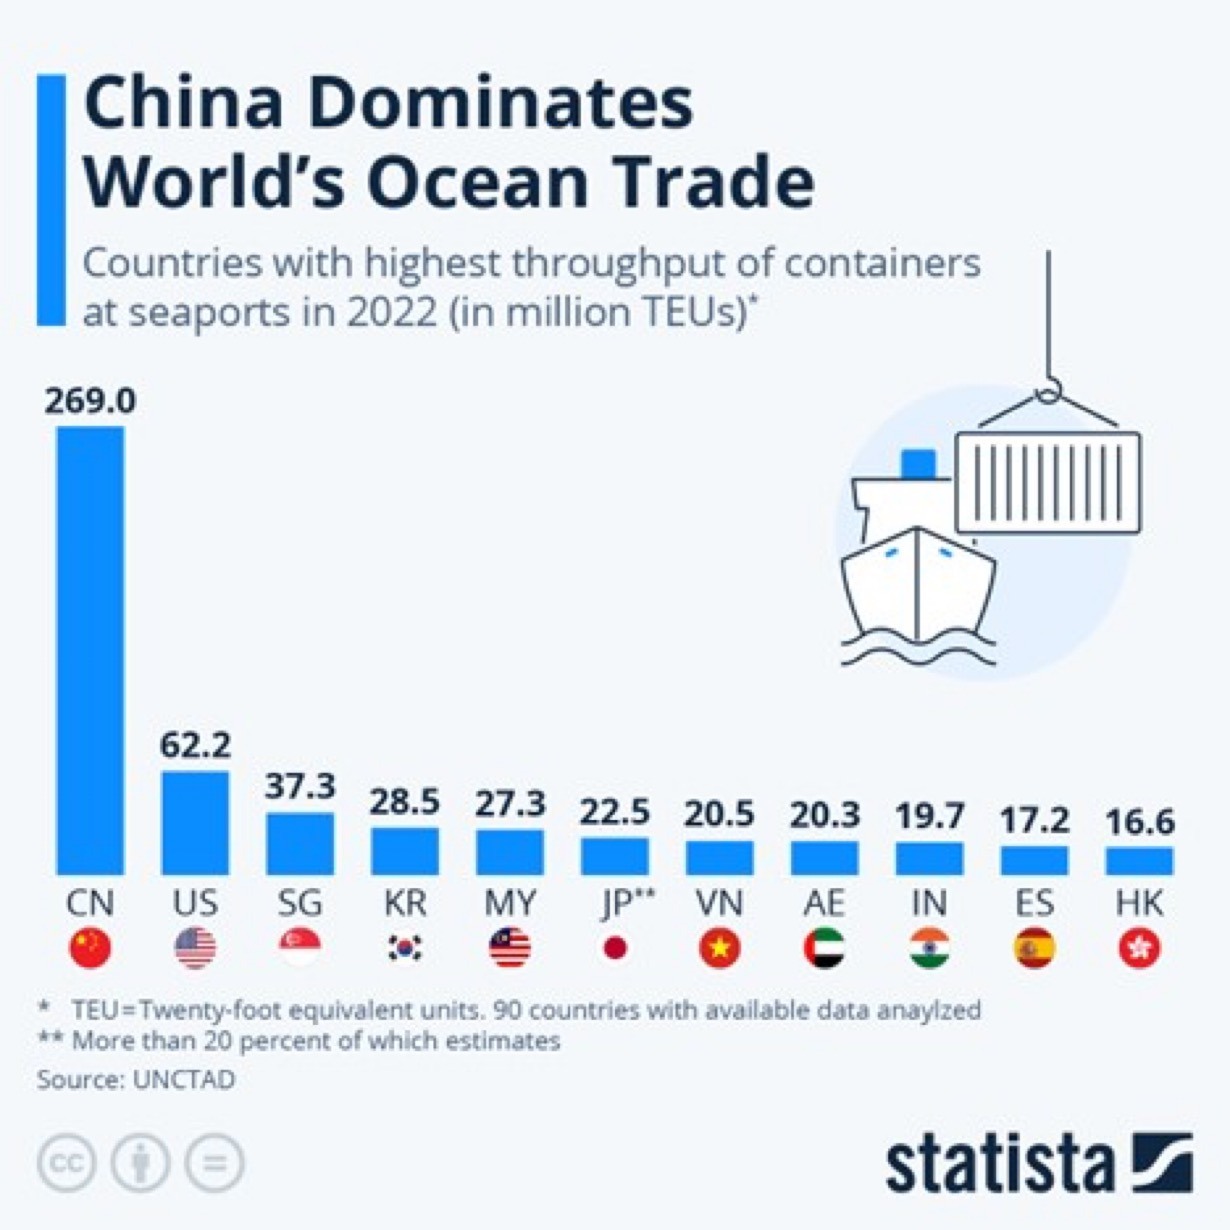 China Dominates
World's Ocean Trade
Countries with highest throughput of containers
at seaports in 2022 (in million TEUs)*
269.0
62.2
37.3
28.5
27.3
22.5
20.5
20.3
19.7
17.2
16.6
CN US SG KR MY JP** VN AE IN ES HK
* TEU=Twenty-foot equivalent units. 90 countries with available data anaylzed
** More than 20 percent of which estimates
Source: UNCTAD
cc
statista